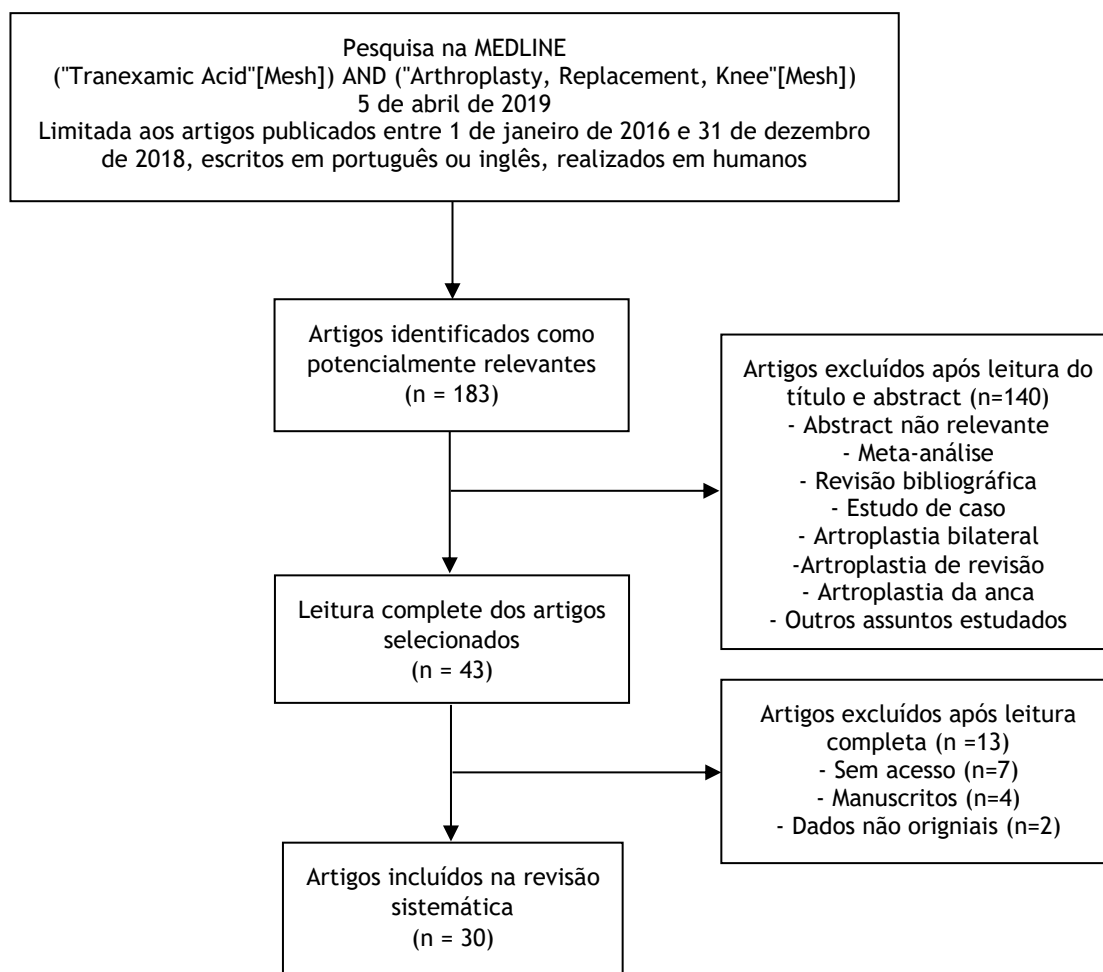 Pesquisa na MEDLINE
("Tranexamic Acid"[Mesh]) AND ("Arthroplasty, Replacement, Knee"[Mesh])
5 de abril de 2019
Limitada aos artigos publicados entre 1 de janeiro de 2016 e 31 de dezembro
de 2018, escritos em português ou inglês, realizados em humanos
Artigos identificados como
potencialmente relevantes
(n = 183)
Artigos excluídos após leitura do
título e abstract (n=140)
- Abstract não relevante
- Meta-análise
- Revisão bibliográfica
- Estudo de caso
- Artroplastia bilateral
-Artroplastia de revisão
- Artroplastia da anca
- Outros assuntos estudados
Leitura complete dos artigos
selecionados
(n = 43)
Artigos excluídos após leitura
completa (n =13)
- Sem acesso (n=7)
- Manuscritos (n=4)
- Dados não origniais (n=2)
Artigos incluídos na revisão
sistemática
(n = 30)